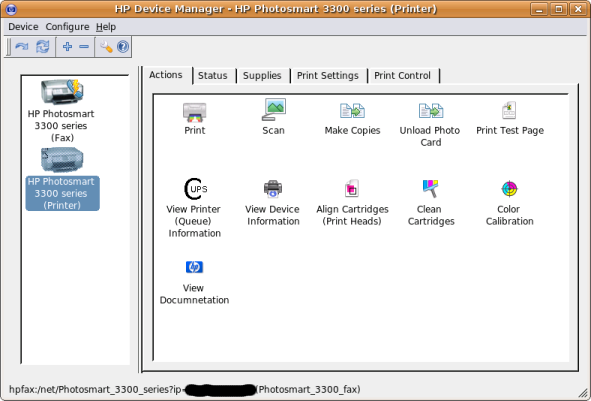 HP Device Manager - HP Photosmart 3300 series (Printer)
Device Configure Help
HP Photosmart
3300 series
(Fax)
HP Photosmart
3300 series
(Printer)
Actions Status Supplies Print Settings Print Control
Print Scan Make Copies Unload Photo
Card Print Test Page
CUPS
View Printer
(Queue)
Information
View Device
Information
Align Cartridges
(Print Heads)
Clean
Cartridges
Color
Calibration
hp
View
Documnetation
hpfax:/net/Photosmart_3300_series?ip= (Photosmart_3300_fax)